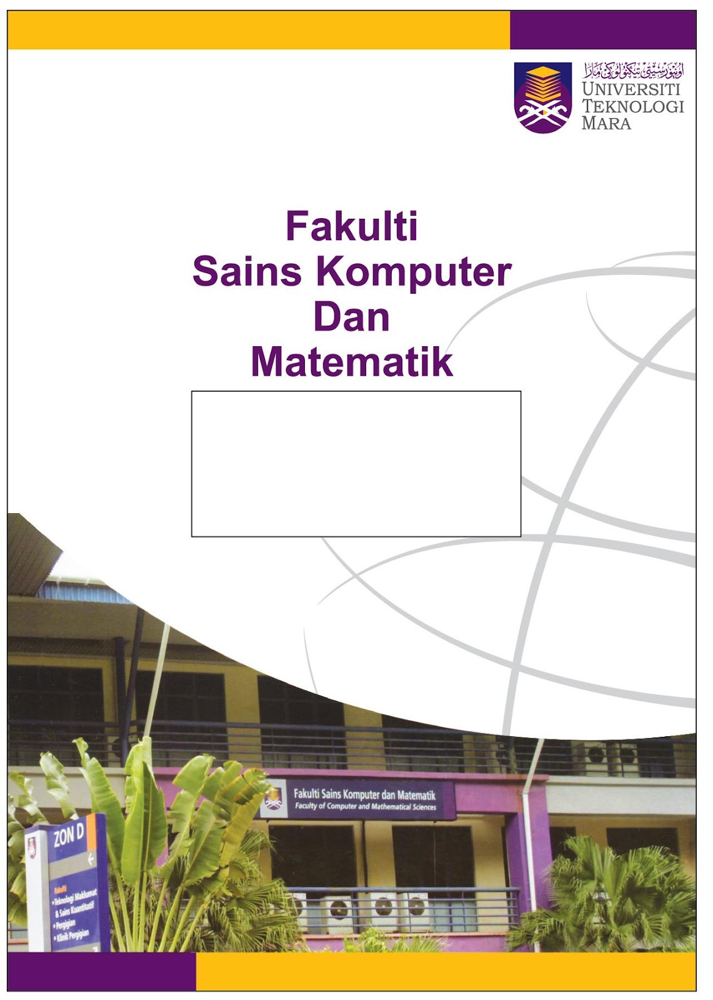 اونيۏرسيتي تيكنولوڬي مارا
UNIVERSITI
TEKNOLOGI
MARA
Fakulti
Sains Komputer
Dan
Matematik
Fakulti Sains Komputer dan Matematik
Faculty of Computer and Mathematical Sciences
ZON D
Fakulti
• Teknologi Maklumat
& Sains Kuantitatif
• Pergigian
• Klinik Pergigian